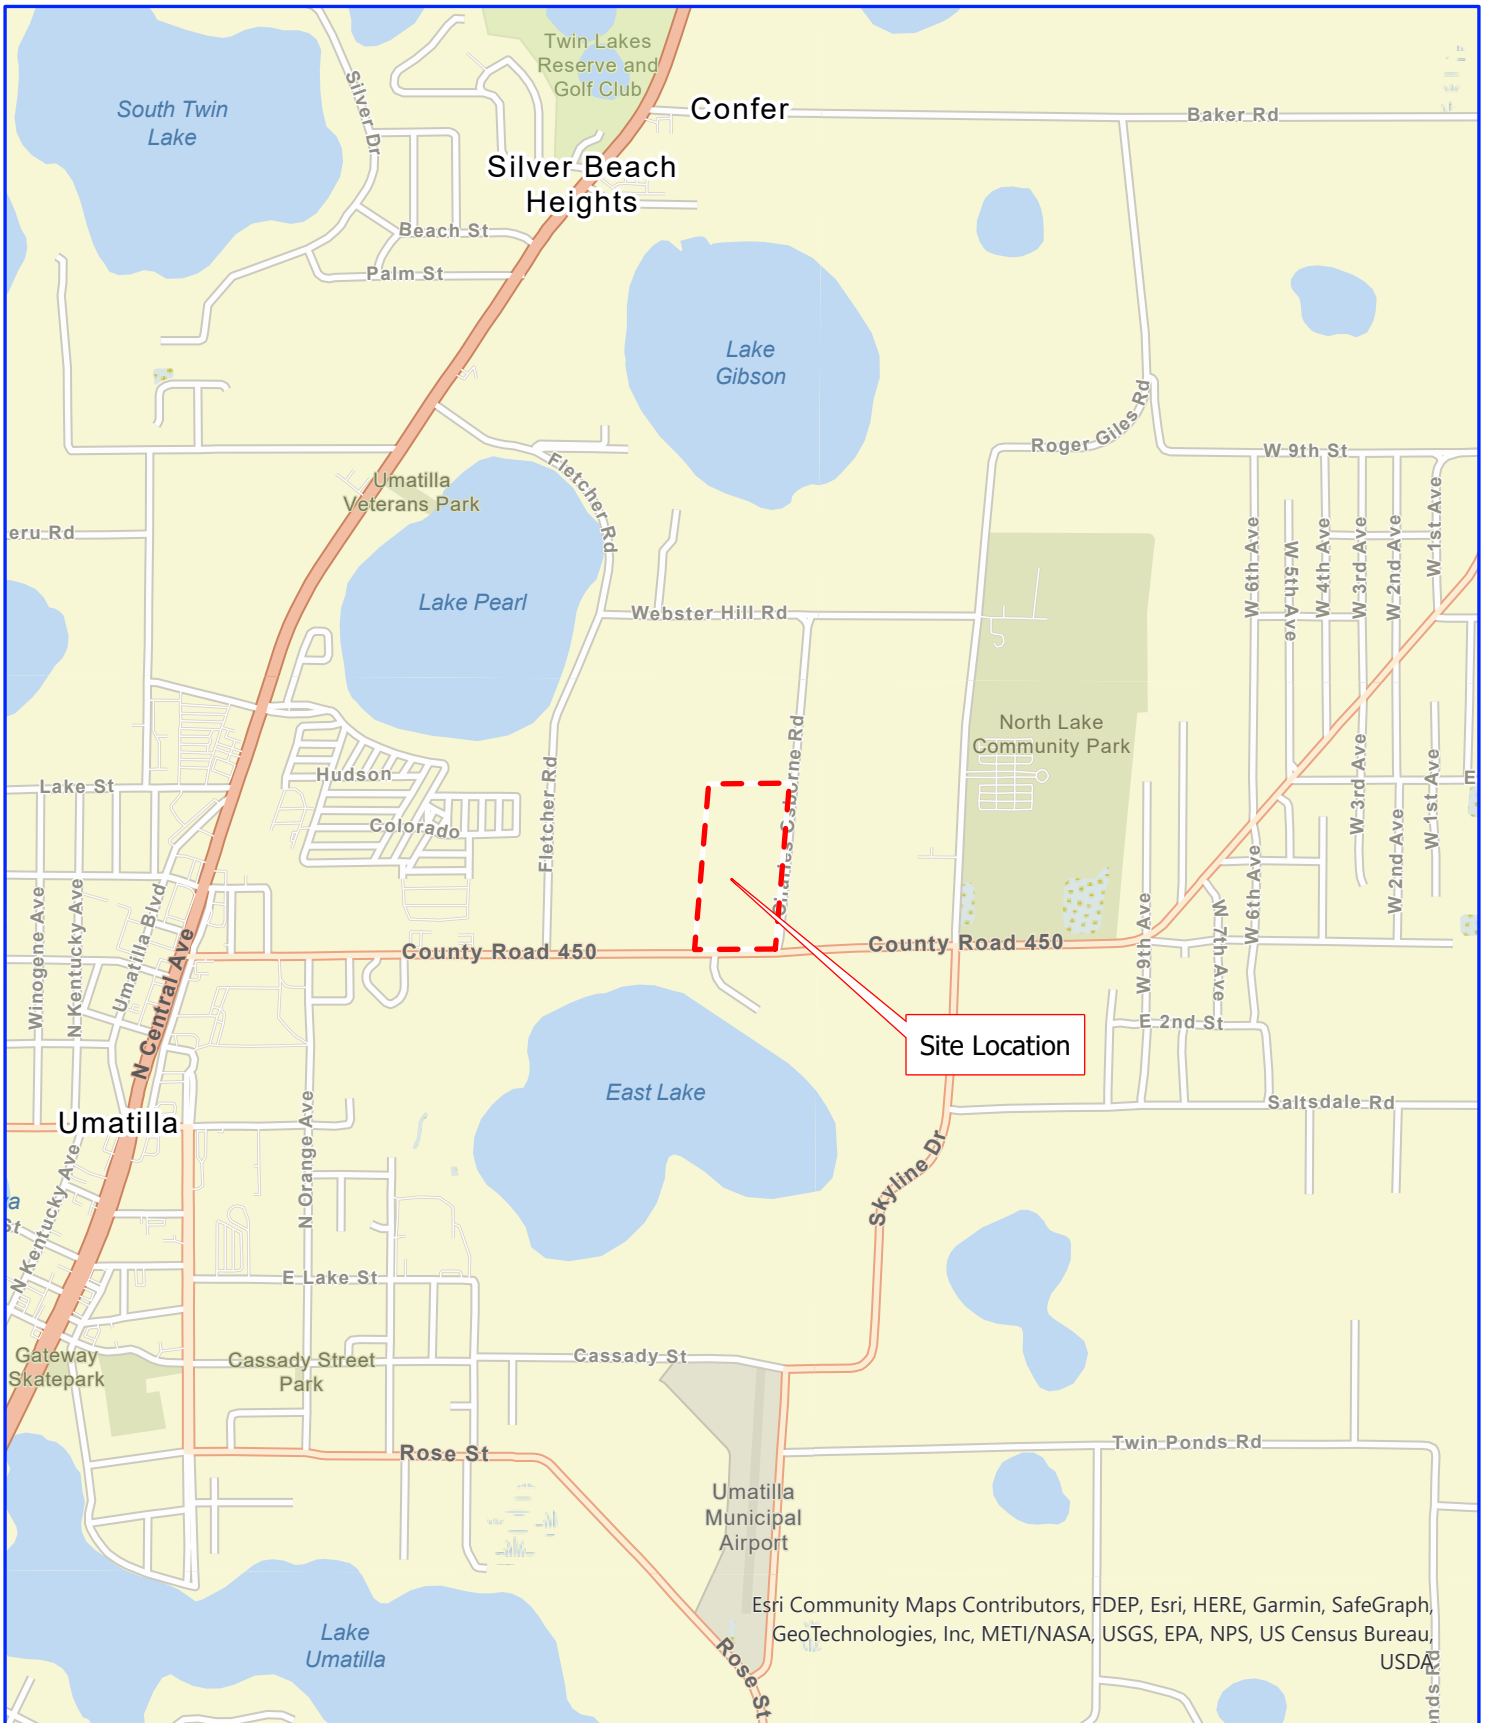 Twin Lakes
Reserve and
Golf Club
South Twin
Lake
Silver Dr
Confer
Baker Rd
Silver Beach
Heights
Beach St
Palm St
Lake
Gibson
Roger Giles Rd
W 9th St
Umatilla
Veterans Park
Fletcher Rd
eru Rd
W 6th Ave
W 5th Ave
W 4th Ave
W 3rd Ave
W 2nd Ave
W 1st Ave
Lake Pearl
Webster Hill Rd
North Lake
Community Park
Charles Osborne Rd
Fletcher Rd
Hudson
Lake St
Colorado
W 3rd Ave
W 1st Ave
E
W 2nd Ave
W 6th Ave
W 7th Ave
W 9th Ave
Winogene Ave
N Kentucky Ave
Umatilla Blvd
N Central Ave
County Road 450
County Road 450
E 2nd St
Site Location
East Lake
Saltsdale Rd
Umatilla
N Orange Ave
Skyline Dr
N Kentucky Ave
ra
St
E Lake St
Gateway
Skatepark
Cassady Street
Park
Cassady St
Rose St
Twin Ponds Rd
Umatilla
Municipal
Airport
Esri Community Maps Contributors, FDEP, Esri, HERE, Garmin, SafeGraph,
GeoTechnologies, Inc, METI/NASA, USGS, EPA, NPS, US Census Bureau,
USDA
Lake
Umatilla
Rose St
onds Rd